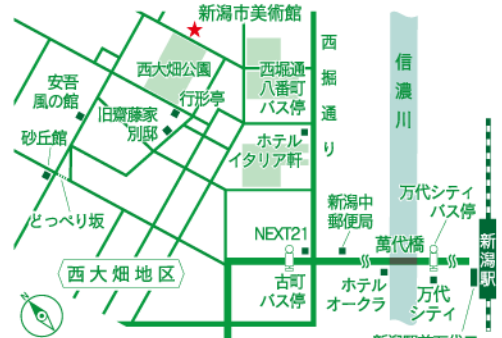 新潟市美術館
西堀通り
信濃川
西大畑公園
西堀通
八番町
バス停
安吾
風の館
行形亭
旧齋藤家
別邸
砂丘館
ホテル
イタリア軒
どっぺり坂
新潟中
郵便局
万代シティ
バス停
NEXT21
萬代橋
新潟駅
西大畑地区
古町
バス停
ホテル
オークラ
万代
シティ
N